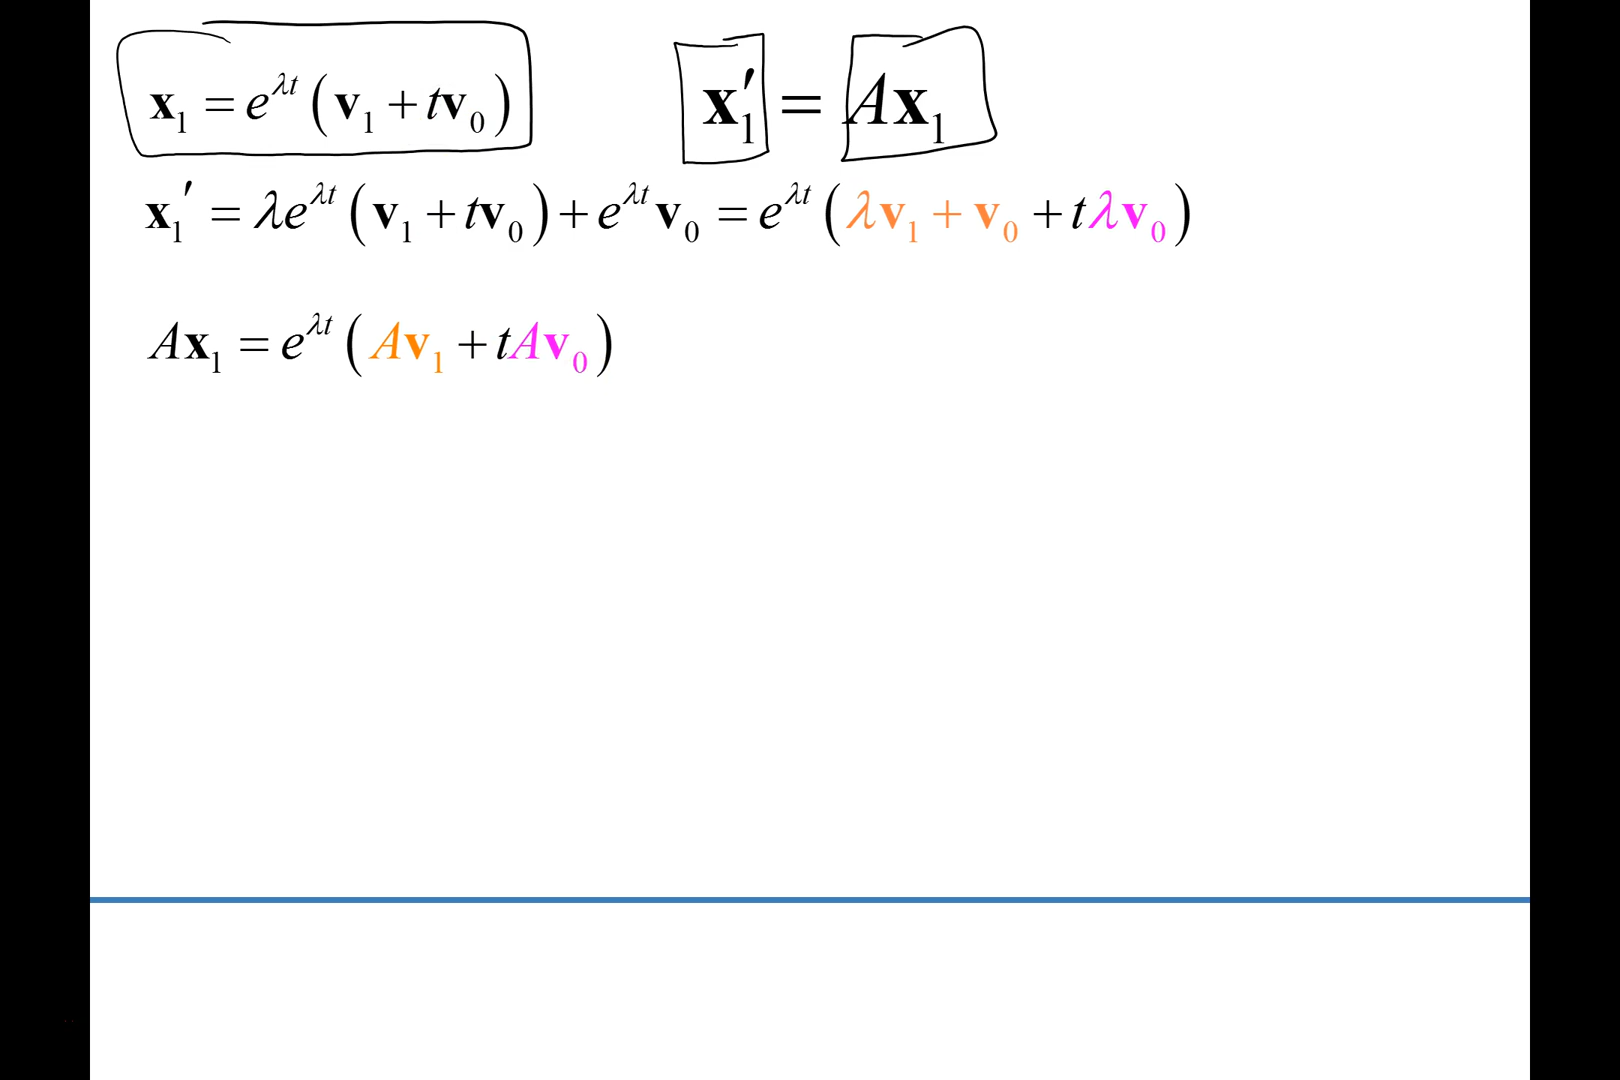 x₁ = e^{λt}(v₁ + tv₀)    x₁′ = Ax₁
x₁′ = λe^{λt}(v₁ + tv₀) + e^{λt}v₀ = e^{λt}(λv₁ + v₀ + tλv₀)
Ax₁ = e^{λt}(Av₁ + tAv₀)